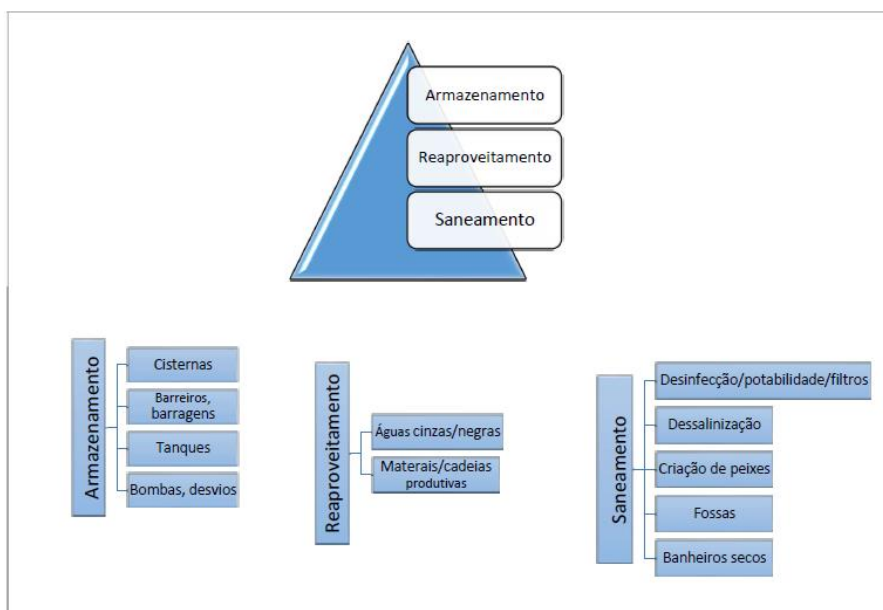 Armazenamento
Reaproveitamento
Saneamento
Armazenamento
Cisternas
Barreiros,
barragens
Tanques
Bombas, desvios
Reaproveitamento
Águas cinzas/negras
Materais/cadeias
produtivas
Saneamento
Desinfecção/potabilidade/filtros
Dessalinização
Criação de peixes
Fossas
Banheiros secos